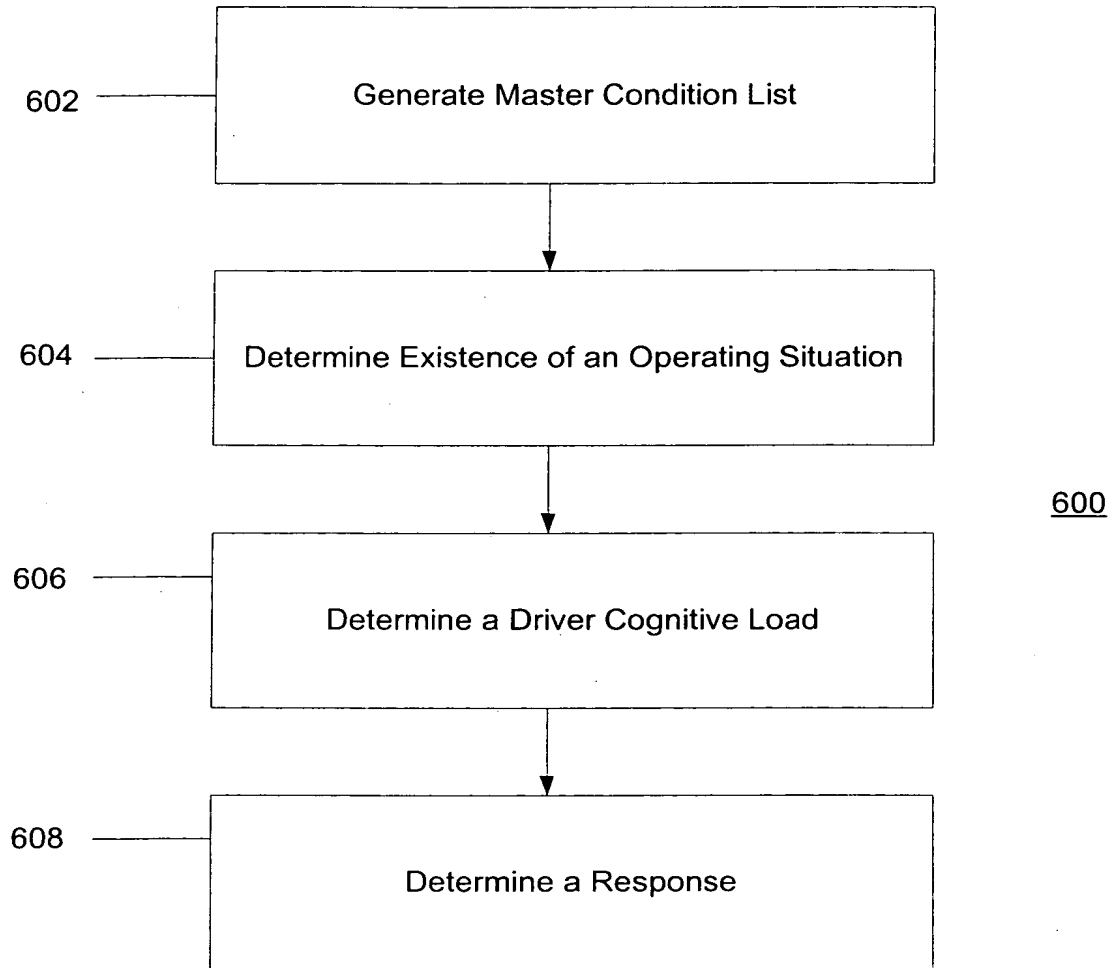 602
Generate Master Condition List
604
Determine Existence of an Operating Situation
600
606
Determine a Driver Cognitive Load
608
Determine a Response